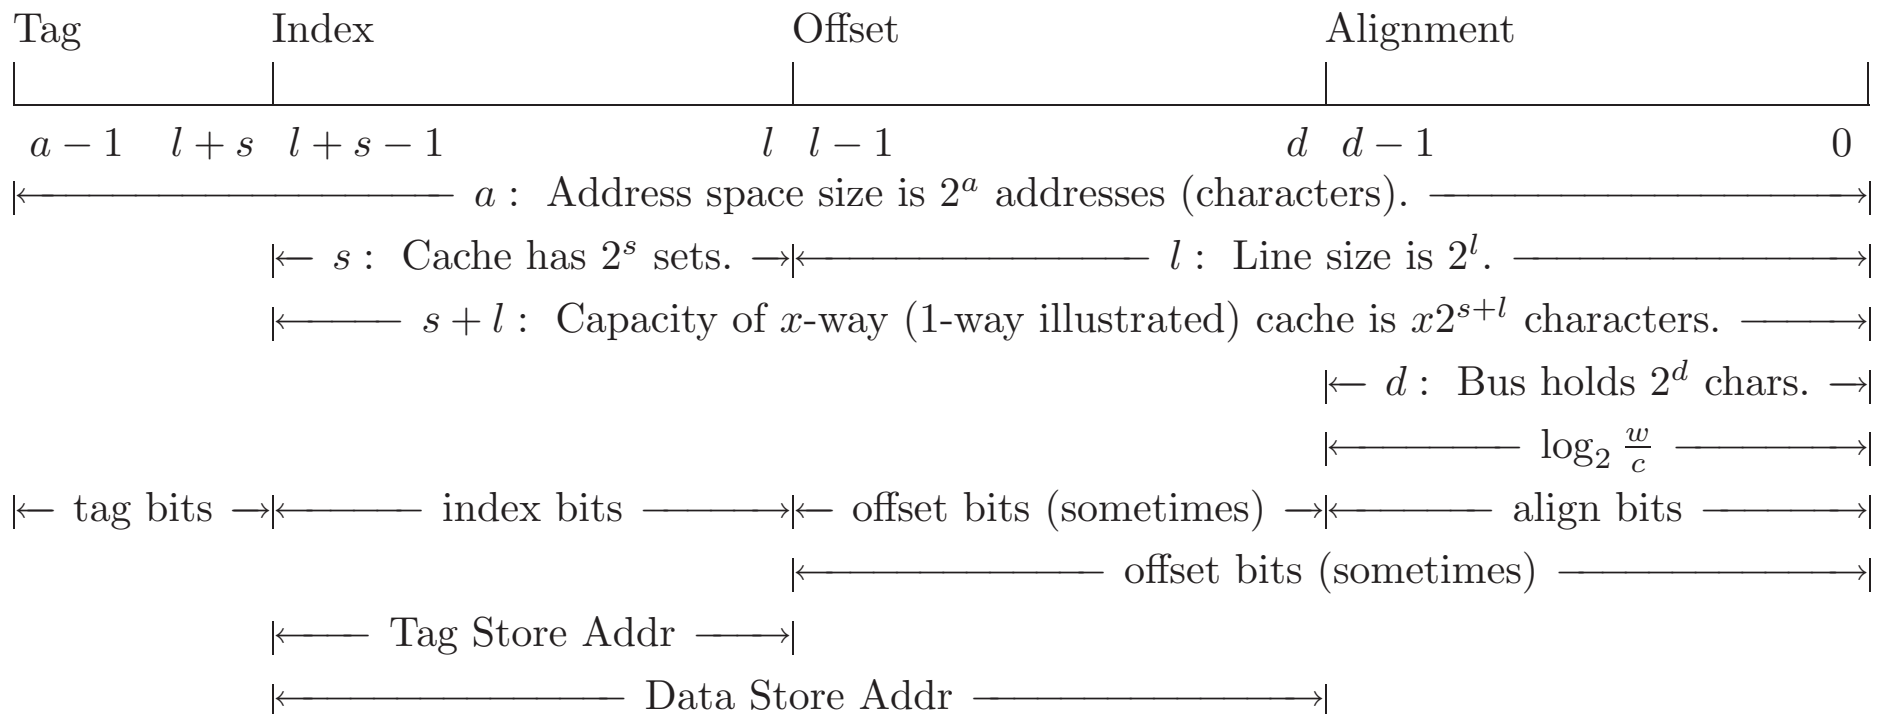 Tag Index Offset Alignment
a − 1 l + s l + s − 1 l l − 1 d d − 1 0
a : Address space size is 2^a addresses (characters).
s : Cache has 2^s sets. l : Line size is 2^l.
s + l : Capacity of x-way (1-way illustrated) cache is x2^{s+l} characters.
d : Bus holds 2^d chars.
log_2 w/c
tag bits index bits offset bits (sometimes) align bits
offset bits (sometimes)
Tag Store Addr
Data Store Addr